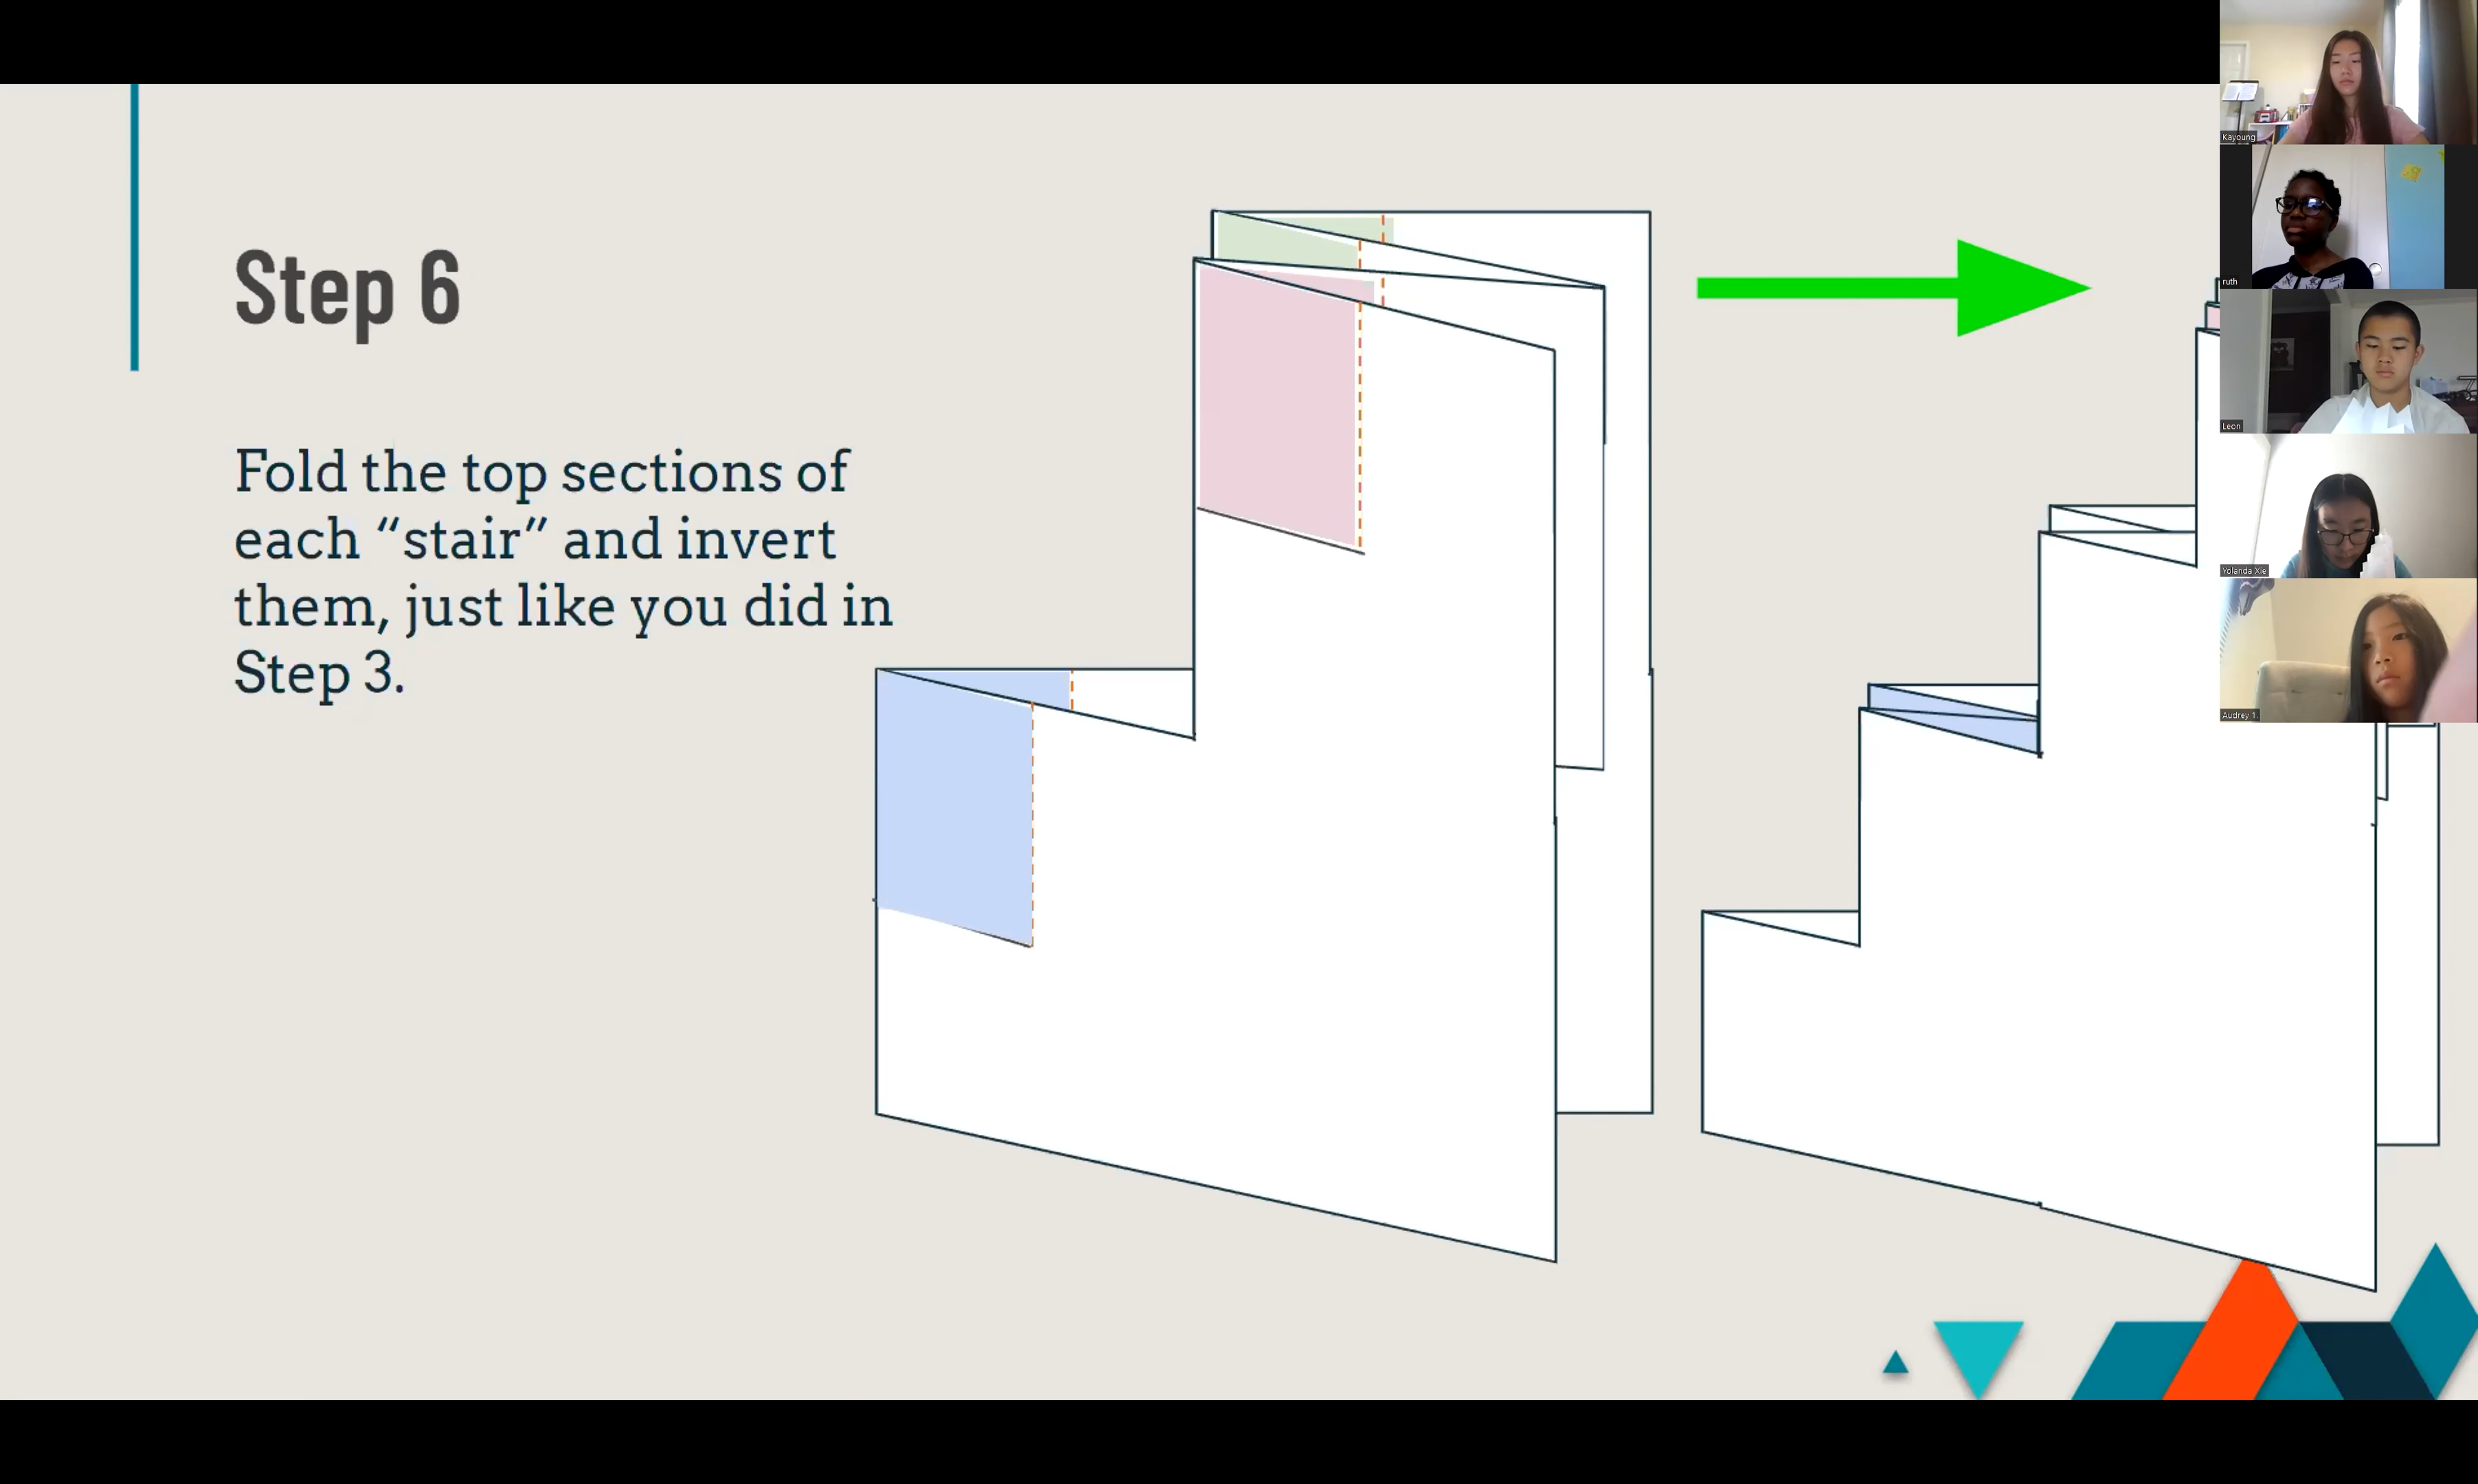 Step 6
Fold the top sections of
each “stair” and invert
them, just like you did in
Step 3.
Kayoung
ruth
Leon
Yolanda Xie
Audrey 1.